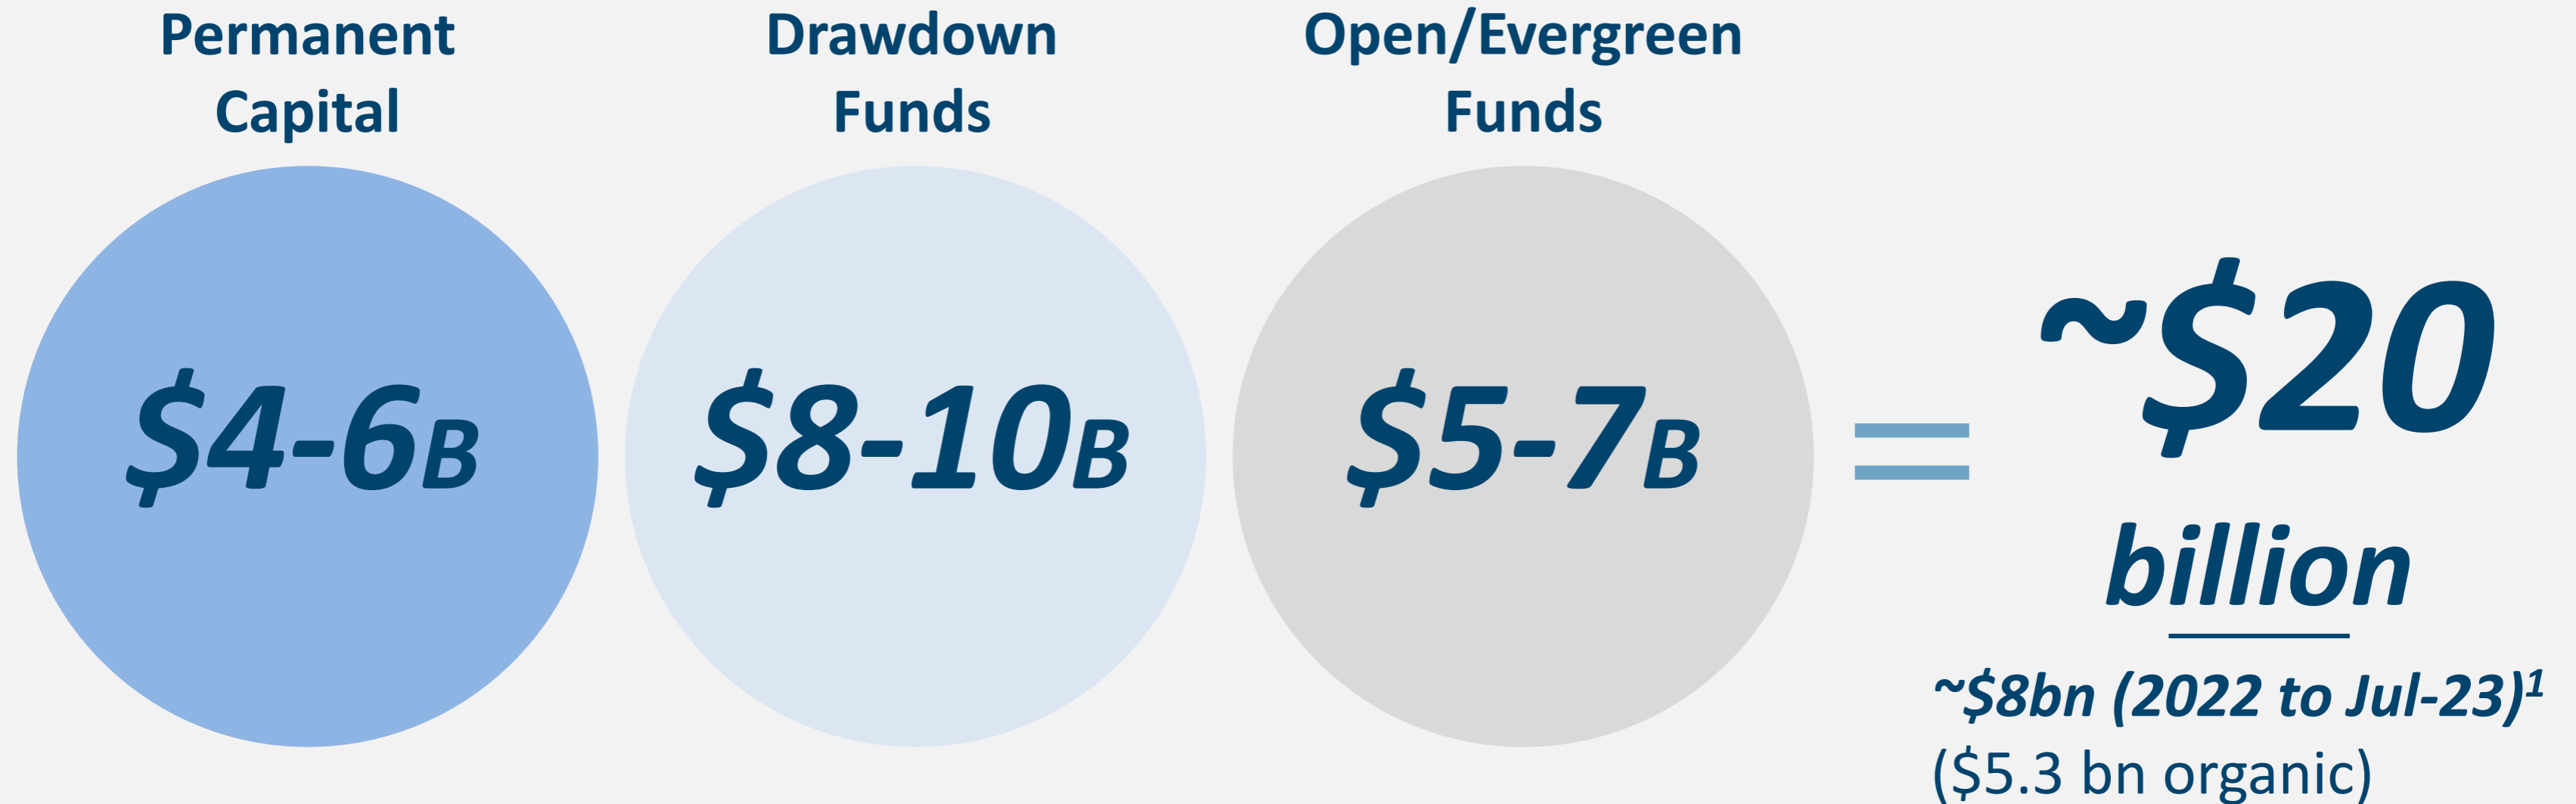 Permanent
Capital
Drawdown
Funds
Open/Evergreen
Funds
$4-6B
$8-10B
$5-7B
=
~$20
billion
~$8bn (2022 to Jul-23)¹
($5.3 bn organic)